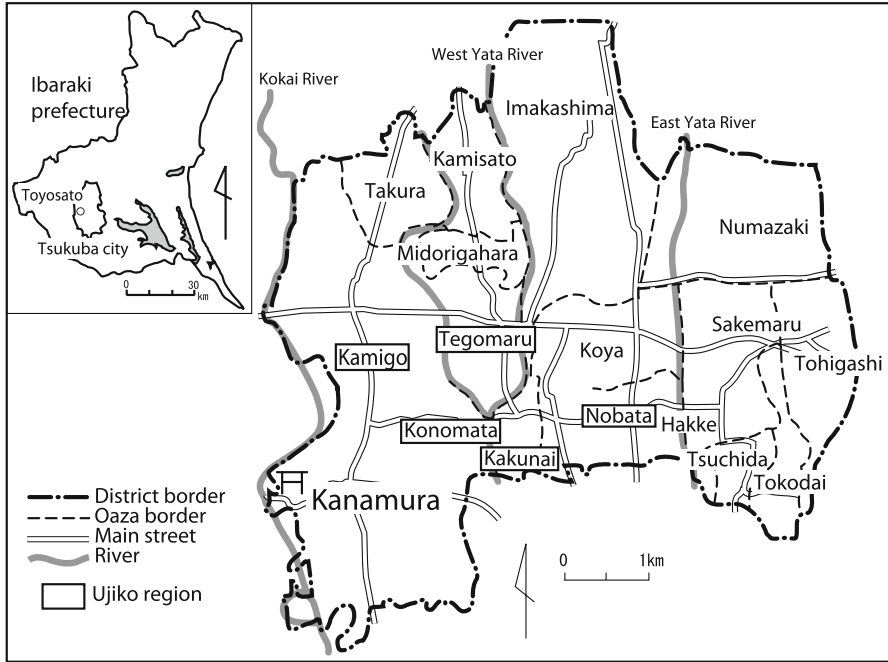 Ibaraki
prefecture
Toyosato
Tsukuba city
0 30
km
Kokai River
West Yata River
East Yata River
Imakashima
Kamisato
Takura
Numazaki
Midorigahara
Tegomaru
Kamigo
Koya
Sakemaru
Tohigashi
Konomata
Nobata
Hakke
Kakunai
Tsuchida
Tokodai
Kanamura
District border
Oaza border
Main street
River
Ujiko region
0 1km